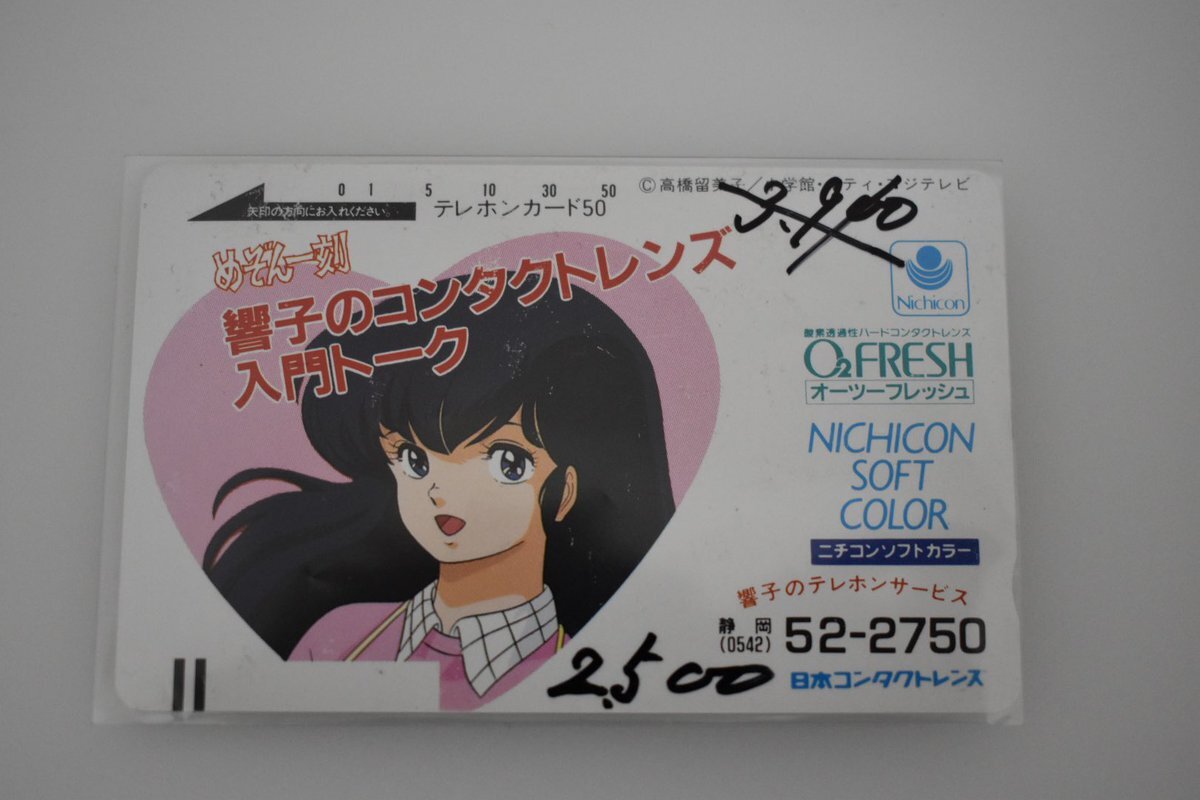 0 1 5 10 30 50
矢印の方向にお入れください。
テレホンカード50
©高橋留美子/小学館・キティ・フジテレビ
3,900
めぞん一刻
響子のコンタクトレンズ
入門トーク
Nichicon
酸素透過性ハードコンタクトレンズ
O2FRESH
オーツーフレッシュ
NICHICON
SOFT
COLOR
ニチコンソフトカラー
響子のテレホンサービス
静岡
(0542) 52-2750
日本コンタクトレンズ
2,500